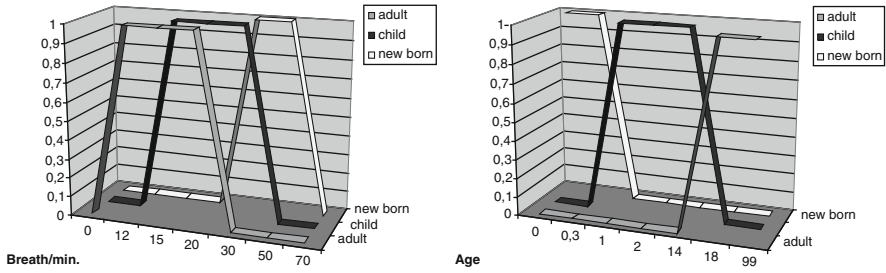 1
0,9
0,8
0,7
0,6
0,5
0,4
0,3
0,2
0,1
0
0
12
15
20
30
50
70
Breath/min.
new born
child
adult
adult
child
new born
1
0,9
0,8
0,7
0,6
0,5
0,4
0,3
0,2
0,1
0
0
0,3
1
2
14
18
99
Age
new born
adult
adult
child
new born